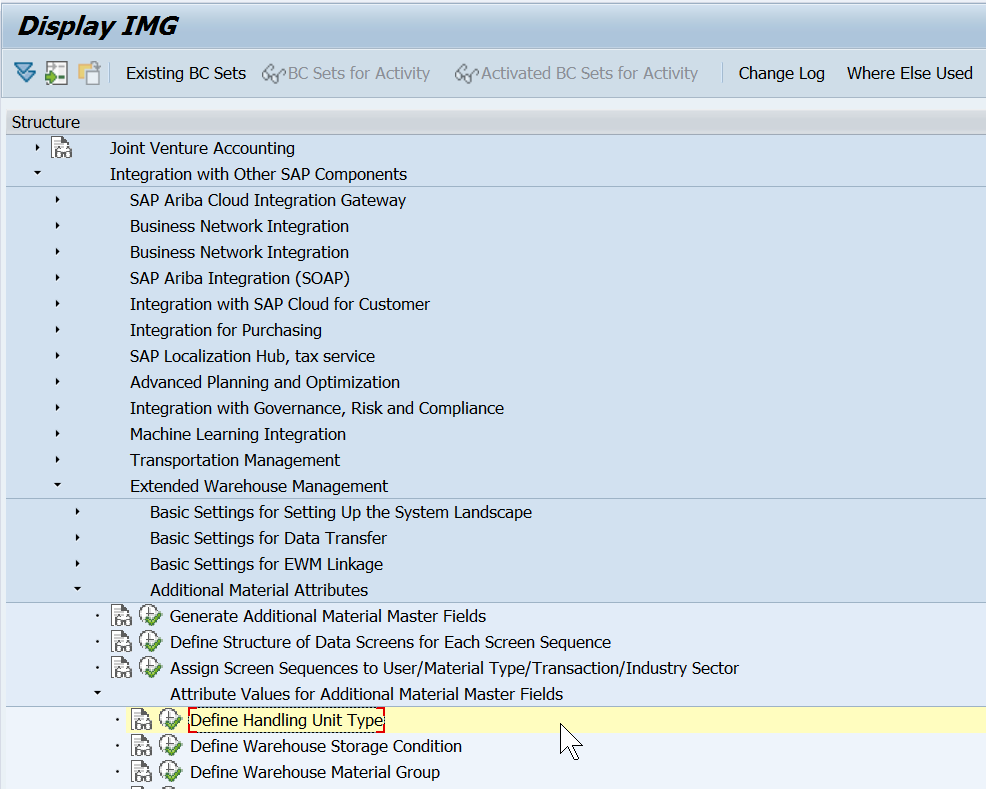 Display IMG
Existing BC Sets BC Sets for Activity Activated BC Sets for Activity Change Log Where Else Used
Structure
Joint Venture Accounting
Integration with Other SAP Components
SAP Ariba Cloud Integration Gateway
Business Network Integration
Business Network Integration
SAP Ariba Integration (SOAP)
Integration with SAP Cloud for Customer
Integration for Purchasing
SAP Localization Hub, tax service
Advanced Planning and Optimization
Integration with Governance, Risk and Compliance
Machine Learning Integration
Transportation Management
Extended Warehouse Management
Basic Settings for Setting Up the System Landscape
Basic Settings for Data Transfer
Basic Settings for EWM Linkage
Additional Material Attributes
Generate Additional Material Master Fields
Define Structure of Data Screens for Each Screen Sequence
Assign Screen Sequences to User/Material Type/Transaction/Industry Sector
Attribute Values for Additional Material Master Fields
Define Handling Unit Type
Define Warehouse Storage Condition
Define Warehouse Material Group